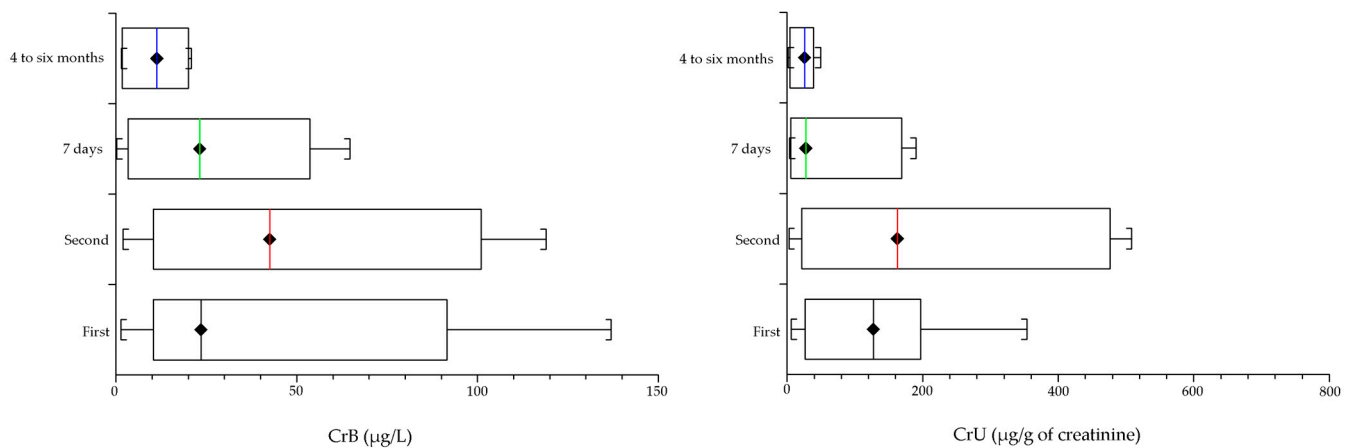 4 to six months
7 days
Second
First
0
50
100
150
CrB (µg/L)
4 to six months
7 days
Second
First
0
200
400
600
800
CrU (µg/g of creatinine)